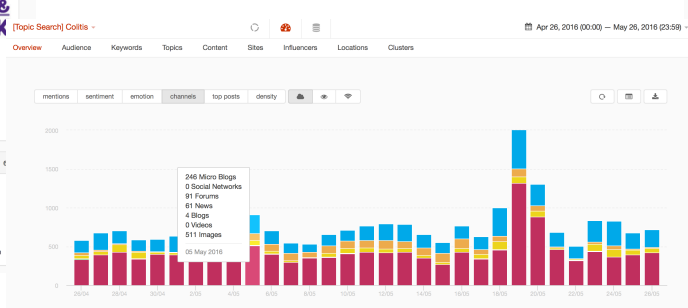 [Topic Search] Colitis
Apr 26, 2016 (00:00) — May 26, 2016 (23:59)
Overview Audience Keywords Topics Content Sites Influencers Locations Clusters
mentions sentiment emotion channels top posts density
2000
1500
1000
500
0
246 Micro Blogs
0 Social Networks
91 Forums
61 News
4 Blogs
0 Videos
511 Images
05 May 2016
26/04 28/04 30/04 2/05 4/05 6/05 8/05 10/05 12/05 14/05 16/05 18/05 20/05 22/05 24/05 26/05